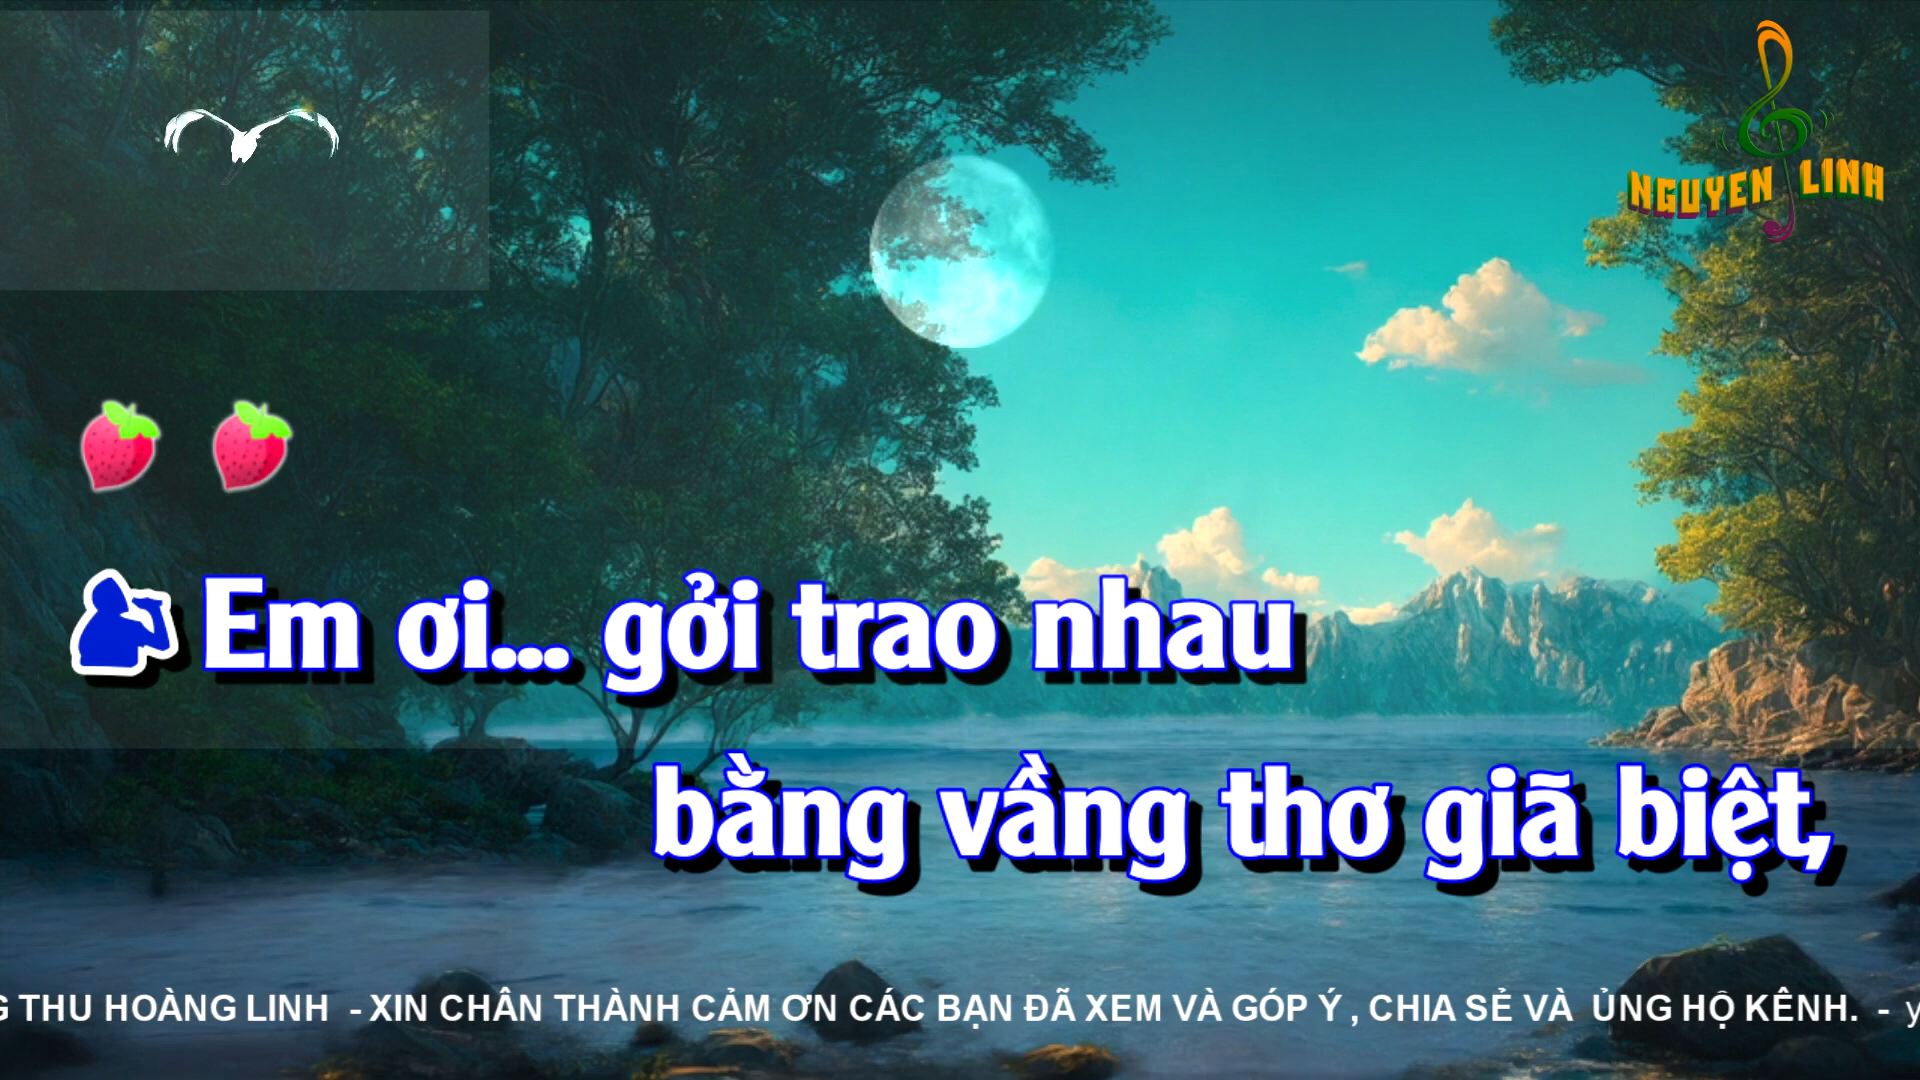 NGUYEN LINH
Em ơi... gởi trao nhau
bằng vầng thơ giã biệt,
THU HOÀNG LINH - XIN CHÂN THÀNH CẢM ƠN CÁC BẠN ĐÃ XEM VÀ GÓP Ý , CHIA SẺ VÀ ỦNG HỘ KÊNH. -